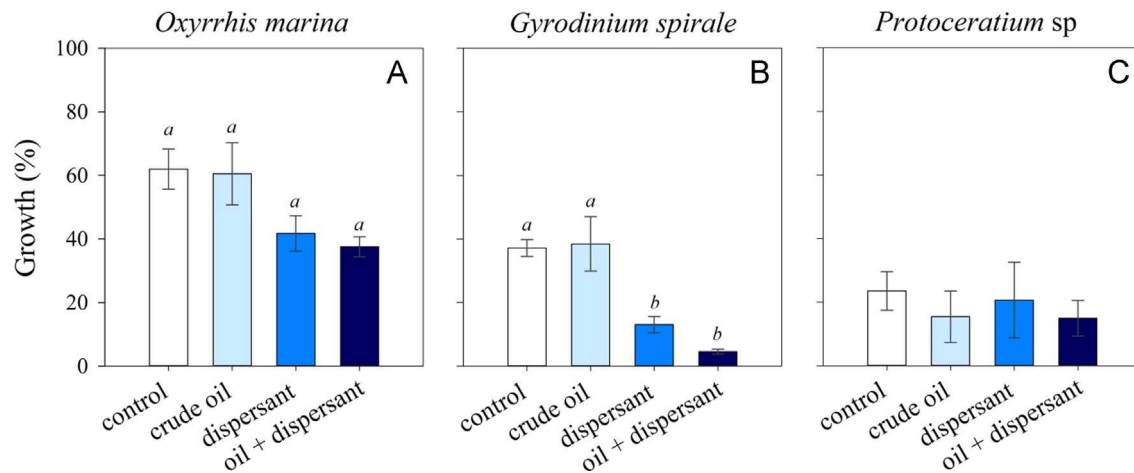 Oxyrrhis marina
Gyrodinium spirale
Protoceratium sp
100
80
60
40
20
0
Growth (%)
A
a
a
a
a
B
a
a
b
b
C
control
crude oil
dispersant
oil + dispersant
control
crude oil
dispersant
oil + dispersant
control
crude oil
dispersant
oil + dispersant